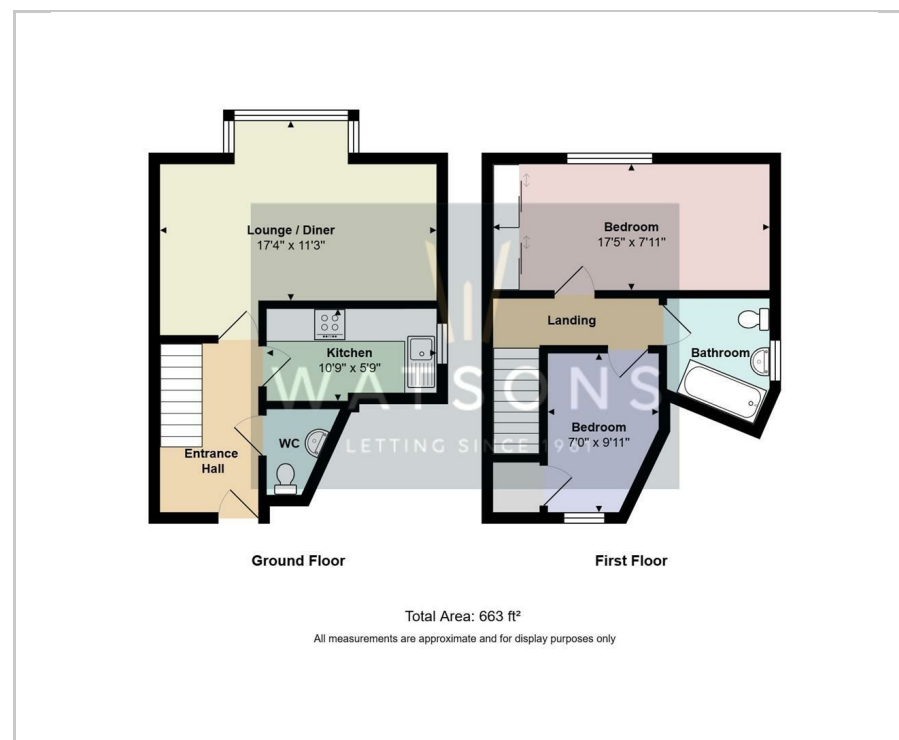 Lounge / Diner
17'4" x 11'3"
Kitchen
10'9" x 5'9"
WC
Entrance
Hall
Bedroom
17'5" x 7'11"
Landing
Bathroom
Bedroom
7'0" x 9'11"
WATSONS
LETTING SINCE 1981
Ground Floor
First Floor
Total Area: 663 ft²
All measurements are approximate and for display purposes only